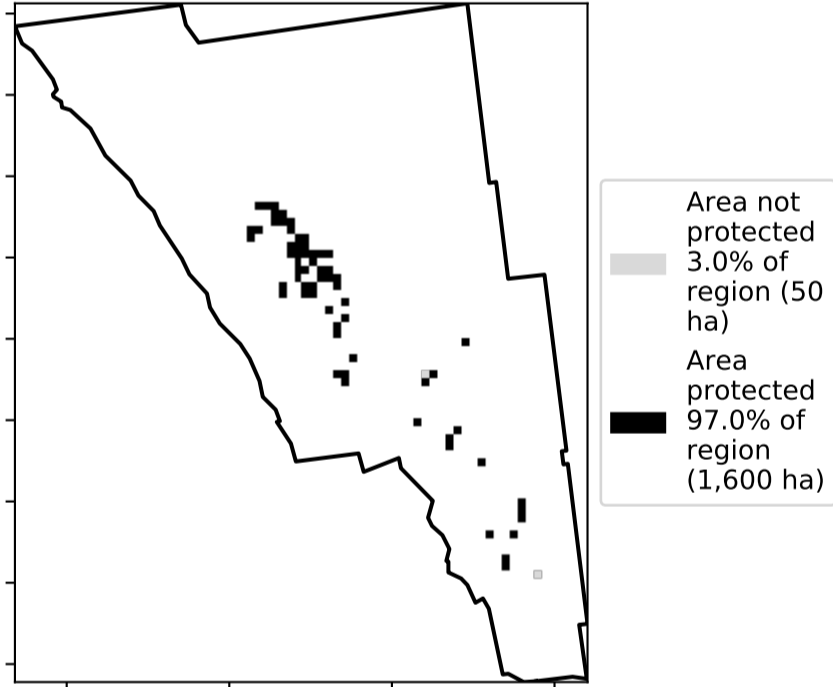 Area not
protected
3.0% of
region (50
ha)
Area
protected
97.0% of
region
(1,600 ha)